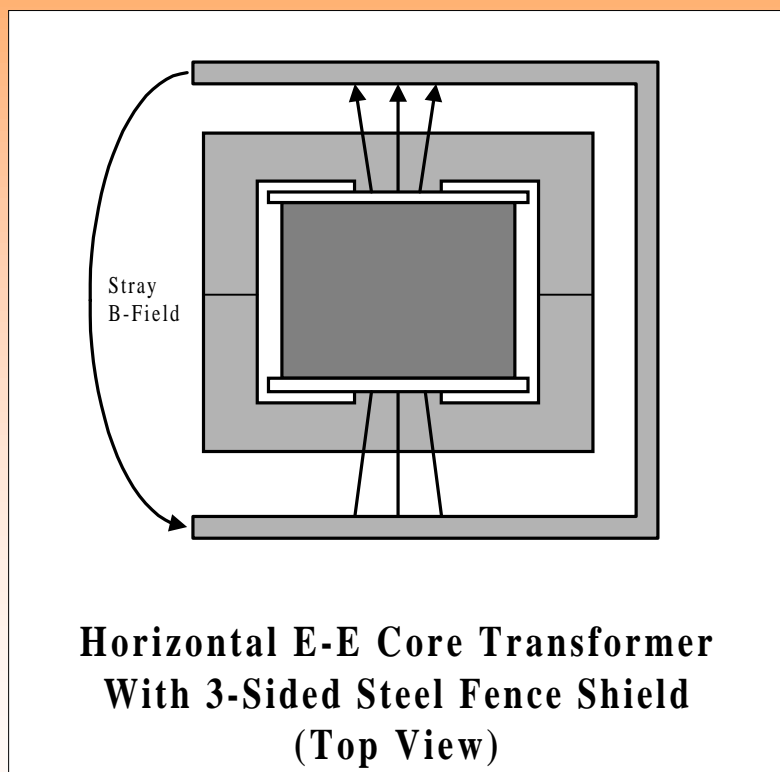 Stray
B-Field
Horizontal E-E Core Transformer
With 3-Sided Steel Fence Shield
(Top View)